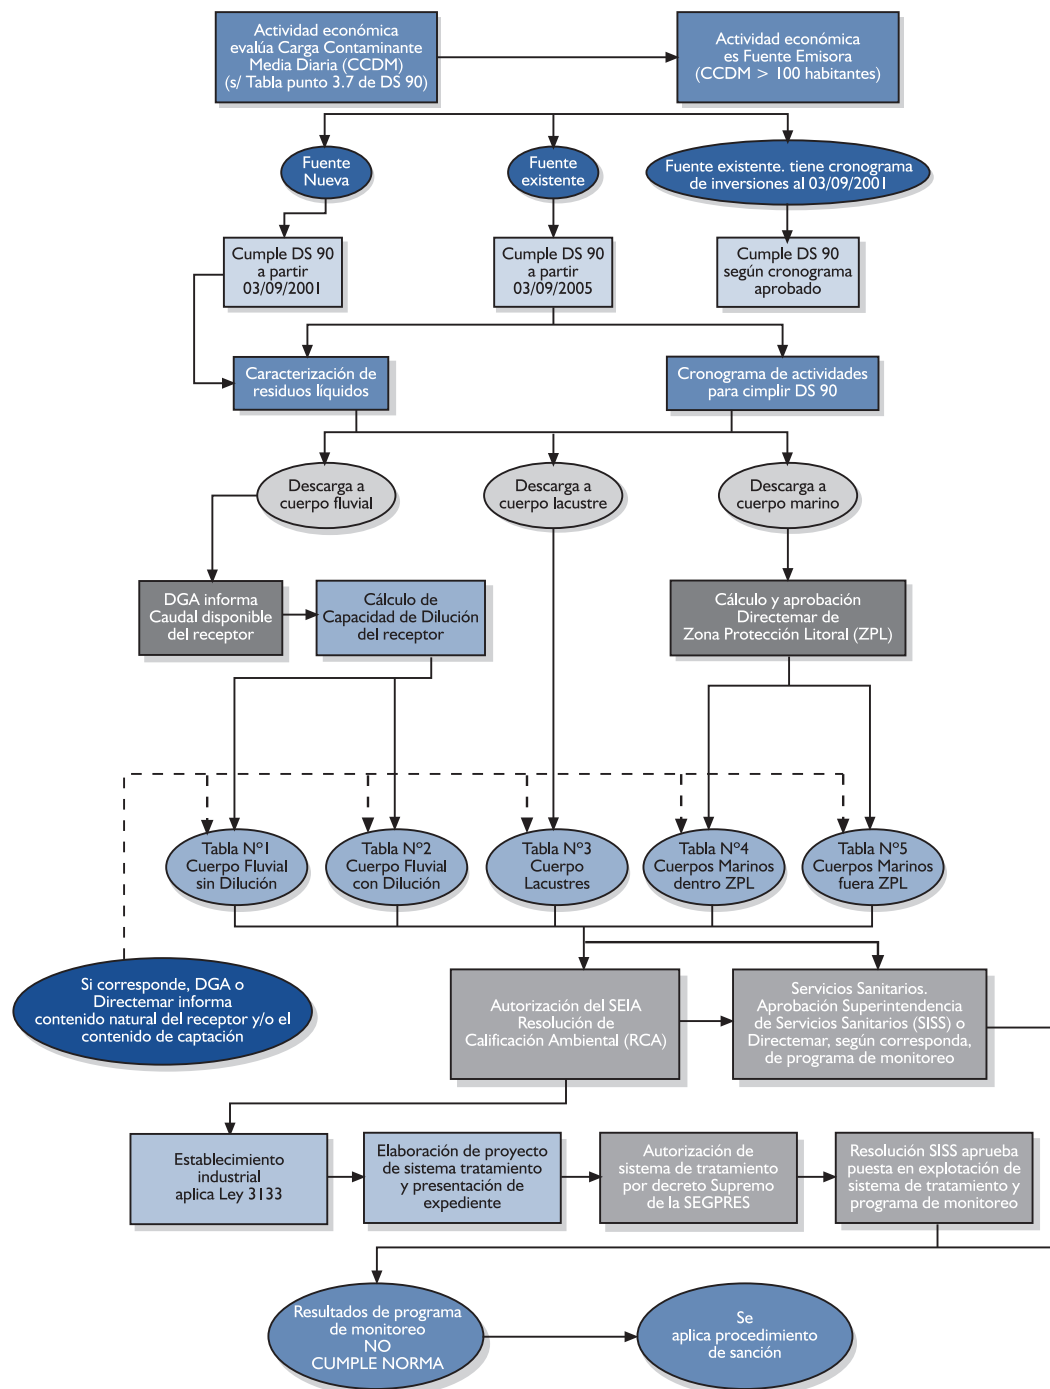 Actividad económica
evalúa Carga Contaminante
Media Diaria (CCDM)
(s/ Tabla punto 3.7 de DS 90)
Actividad económica
es Fuente Emisora
(CCDM > 100 habitantes)
Fuente
Nueva
Fuente
existente
Fuente existente. tiene cronograma
de inversiones al 03/09/2001
Cumple DS 90
a partir
03/09/2001
Cumple DS 90
a partir
03/09/2005
Cumple DS 90
según cronograma
aprobado
Caracterización de
residuos líquidos
Cronograma de actividades
para cimplir DS 90
Descarga a
cuerpo fluvial
Descarga a
cuerpo lacustre
Descarga a
cuerpo marino
DGA informa
Caudal disponible
del receptor
Cálculo de
Capacidad de Dilución
del receptor
Cálculo y aprobación
Directemar de
Zona Protección Litoral (ZPL)
Tabla Nº1
Cuerpo Fluvial
sin Dilución
Tabla Nº2
Cuerpo Fluvial
con Dilución
Tabla Nº3
Cuerpo
Lacustres
Tabla Nº4
Cuerpos Marinos
dentro ZPL
Tabla Nº5
Cuerpos Marinos
fuera ZPL
Si corresponde, DGA o
Directemar informa
contenido natural del receptor y/o el
contenido de captación
Autorización del SEIA
Resolución de
Calificación Ambiental (RCA)
Servicios Sanitarios.
Aprobación Superintendencia
de Servicios Sanitarios (SISS) o
Directemar, según corresponda,
de programa de monitoreo
Establecimiento
industrial
aplica Ley 3133
Elaboración de proyecto
de sistema tratamiento
y presentación de
expediente
Autorización de
sistema de tratamiento
por decreto Supremo
de la SEGPRES
Resolución SISS aprueba
puesta en explotación de
sistema de tratamiento y
programa de monitoreo
Resultados de programa
de monitoreo
NO
CUMPLE NORMA
Se
aplica procedimiento
de sanción